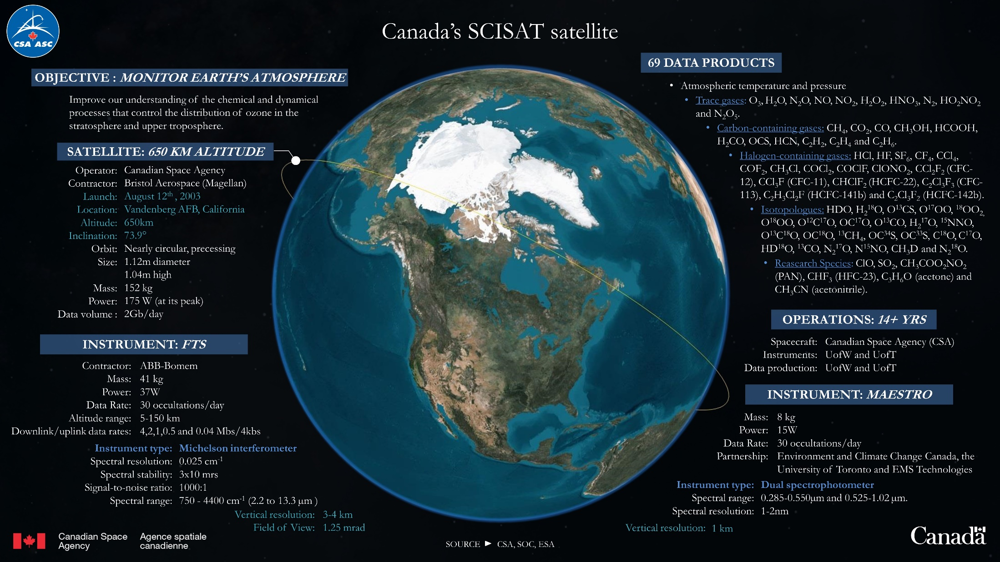 CSA ASC
Canada's SCISAT satellite
OBJECTIVE : MONITOR EARTH'S ATMOSPHERE
Improve our understanding of the chemical and dynamical
processes that control the distribution of ozone in the
stratosphere and upper troposphere.
SATELLITE: 650 KM ALTITUDE
Operator: Canadian Space Agency
Contractor: Bristol Aerospace (Magellan)
Launch: August 12th , 2003
Location: Vandenberg AFB, California
Altitude: 650km
Inclination: 73.9°
Orbit: Nearly circular, precessing
Size: 1.12m diameter
1.04m high
Mass: 152 kg
Power: 175 W (at its peak)
Data volume : 2Gb/day
INSTRUMENT: FTS
Contractor: ABB-Bomem
Mass: 41 kg
Power: 37W
Data Rate: 30 occultations/day
Altitude range: 5-150 km
Downlink/uplink data rates: 4,2,1,0.5 and 0.04 Mbs/4kbs
Instrument type: Michelson interferometer
Spectral resolution: 0.025 cm⁻¹
Spectral stability: 3x10 mrs
Signal-to-noise ratio: 1000:1
Spectral range: 750 - 4400 cm⁻¹ (2.2 to 13.3 µm )
Vertical resolution: 3-4 km
Field of View: 1.25 mrad
69 DATA PRODUCTS
• Atmospheric temperature and pressure
• Trace gases: O₃, H₂O, N₂O, NO, NO₂, H₂O₂, HNO₃, N₂, HO₂NO₂
and N₂O₅.
• Carbon-containing gases: CH₄, CO₂, CO, CH₃OH, HCOOH,
H₂CO, OCS, HCN, C₂H₂, C₂H₄ and C₂H₆.
• Halogen-containing gases: HCl, HF, SF₆, CF₄, CCl₄,
COF₂, CH₃Cl, COCl₂, COClF, ClONO₂, CCl₂F₂ (CFC-
12), CCl₃F (CFC-11), CHClF₂ (HCFC-22), C₂Cl₃F₃ (CFC-
113), C₂H₃Cl₂F (HCFC-141b) and C₂Cl₃F₂ (HCFC-142b).
• Isotopologues: HDO, H₂¹⁸O, O¹³CS, O¹⁷OO, ¹⁸OO₂,
O¹⁸OO, O¹²C¹⁷O, OC¹⁷O, O¹³CO, H₂¹⁷O, ¹⁵NNO,
O¹³C¹⁸O, OC¹⁸O, ¹³CH₄, OC³⁴S, OC³³S, C¹⁸O, C¹⁷O,
HD¹⁸O, ¹³CO, N₂¹⁷O, N¹⁵NO, CH₃D and N₂¹⁸O.
• Reasearch Species: ClO, SO₂, CH₃COO₂NO₂
(PAN), CHF₃ (HFC-23), C₃H₆O (acetone) and
CH₃CN (acetonitrile).
OPERATIONS: 14+ YRS
Spacecraft: Canadian Space Agency (CSA)
Instruments: UofW and UofT
Data production: UofW and UofT
INSTRUMENT: MAESTRO
Mass: 8 kg
Power: 15W
Data Rate: 30 occultations/day
Partnership: Environment and Climate Change Canada, the
University of Toronto and EMS Technologies
Instrument type: Dual spectrophotometer
Spectral range: 0.285-0.550µm and 0.525-1.02 µm.
Spectral resolution: 1-2nm
Vertical resolution: 1 km
Canadian Space Agency
Agence spatiale canadienne
SOURCE ► CSA, SOC, ESA
Canada